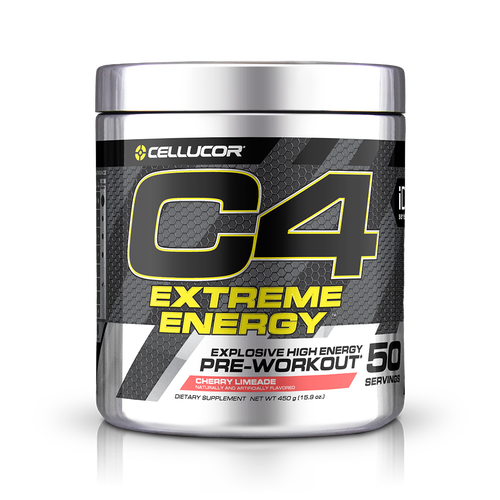 CELLUCOR®
C4
EXTREME
ENERGY
EXPLOSIVE HIGH ENERGY
PRE-WORKOUT*
50
SERVINGS
CHERRY LIMEADE
NATURALLY AND ARTIFICIALLY FLAVORED
DIETARY SUPPLEMENT NET WT 450 g (15.9 oz.)